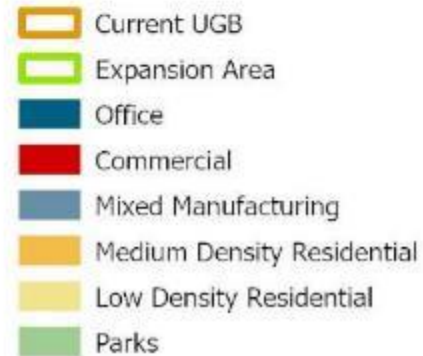 Current UGB
Expansion Area
Office
Commercial
Mixed Manufacturing
Medium Density Residential
Low Density Residential
Parks